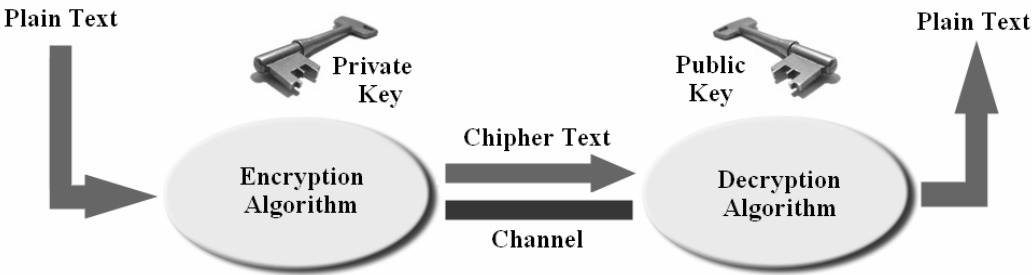 Plain Text
Private
Key
Public
Key
Plain Text
Encryption
Algorithm
Chipher Text
Channel
Decryption
Algorithm